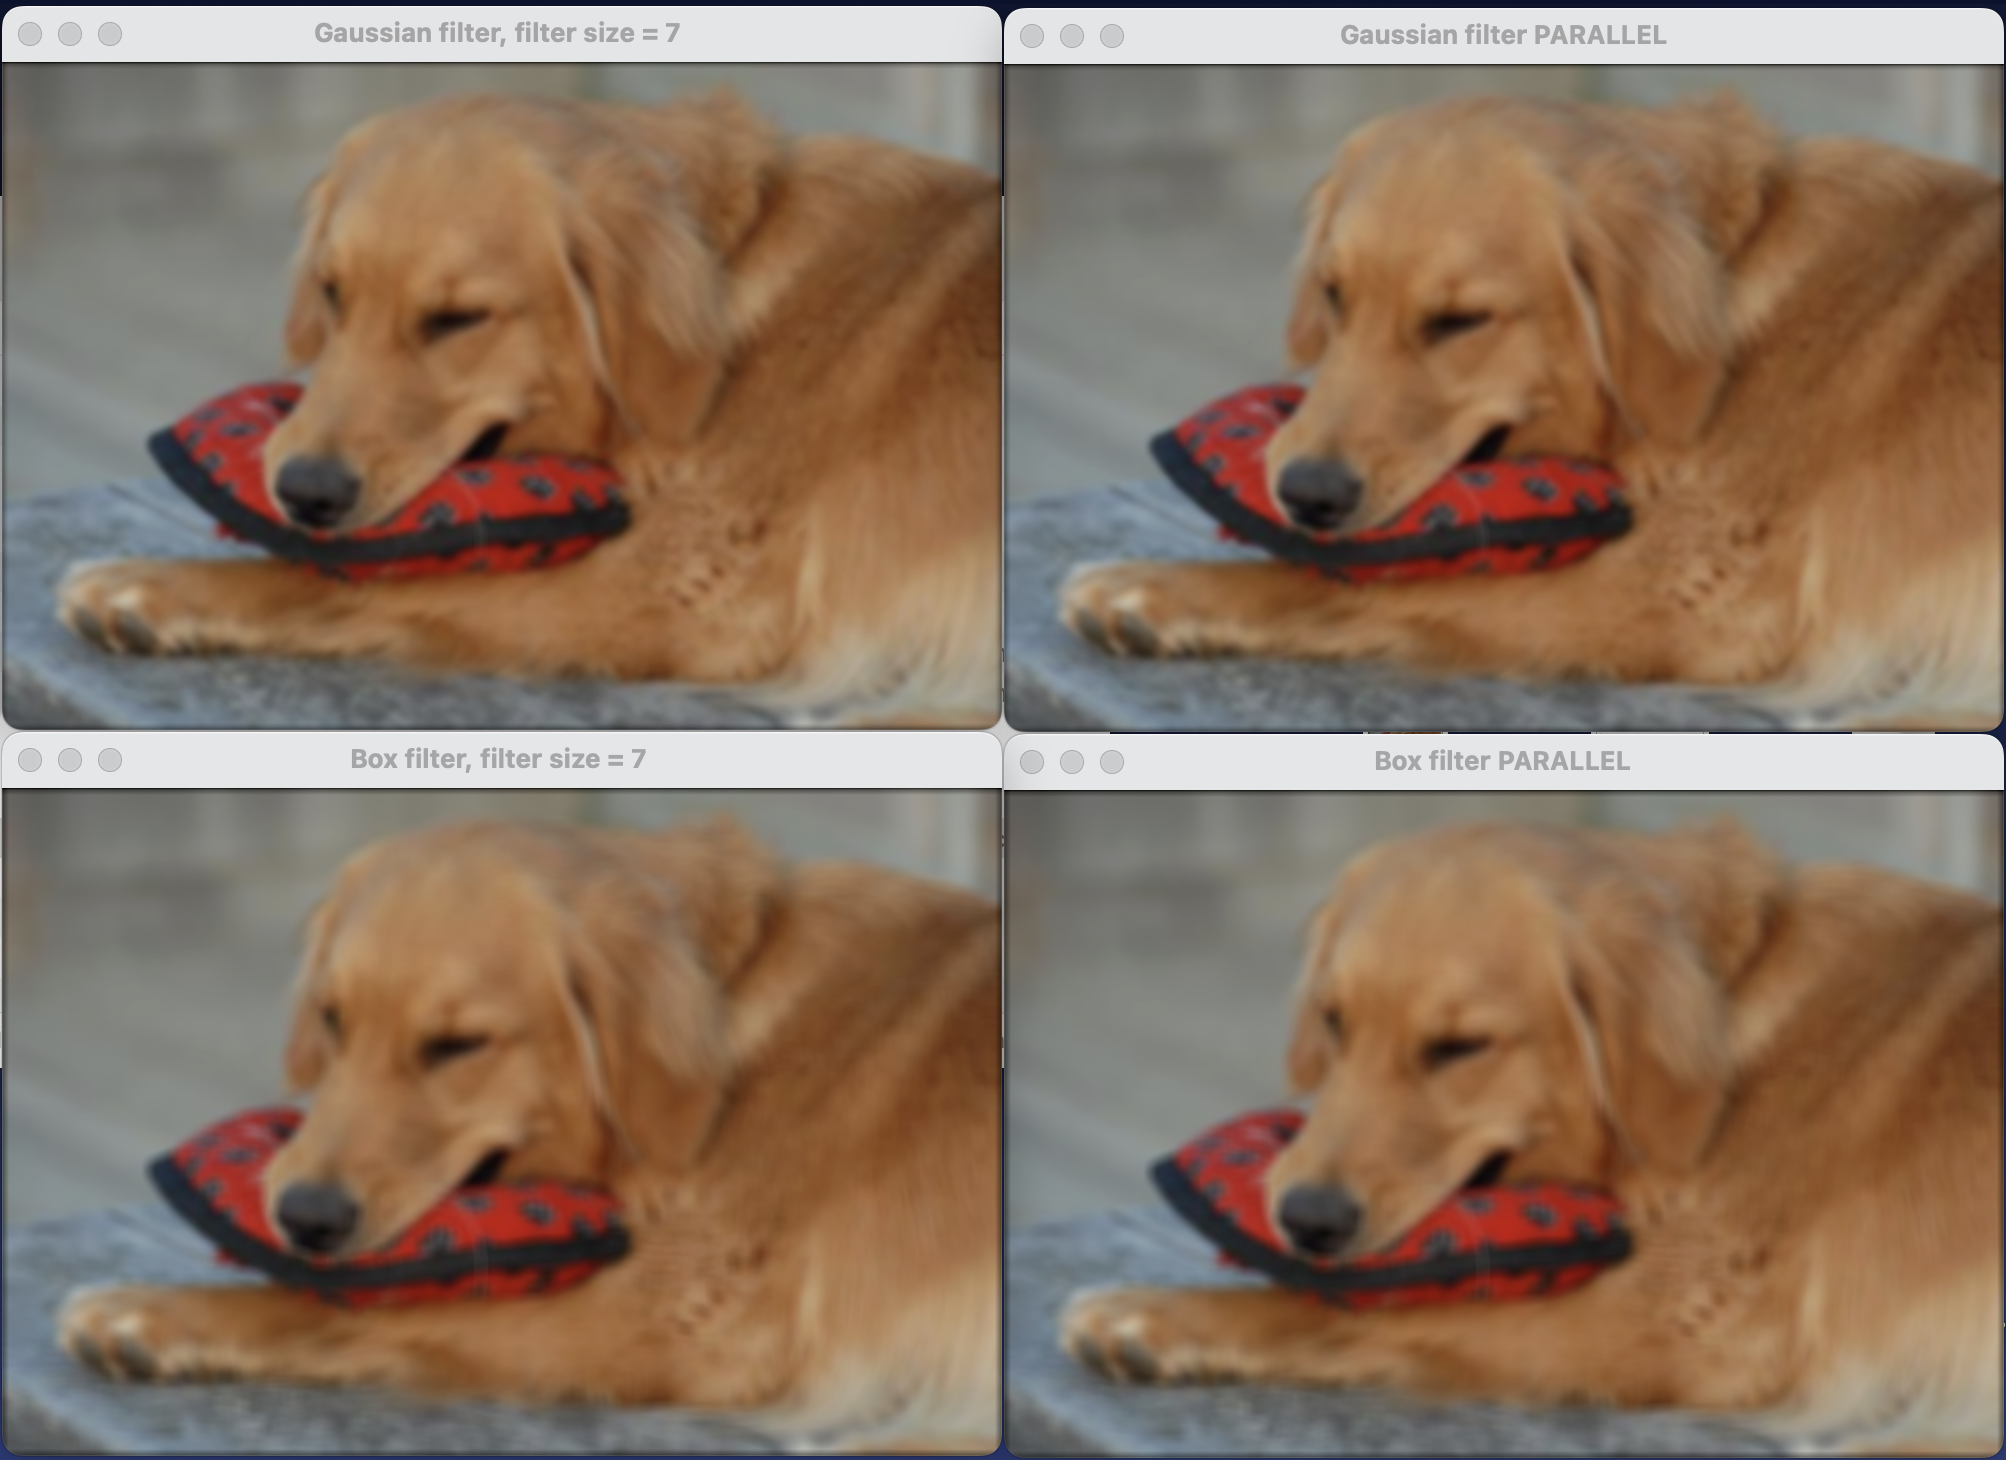 Gaussian filter, filter size = 7
Gaussian filter PARALLEL
Box filter, filter size = 7
Box filter PARALLEL